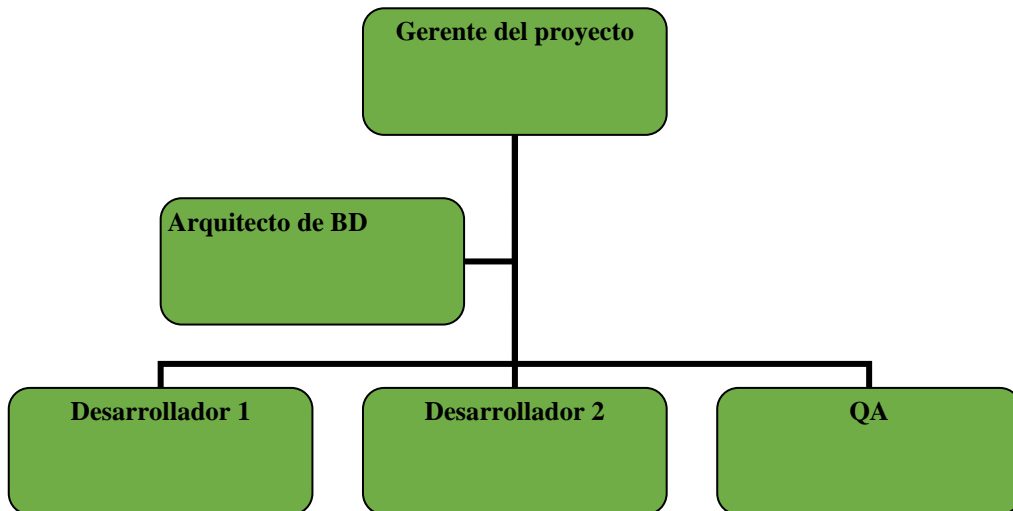 Gerente del proyecto
Arquitecto de BD
Desarrollador 1
Desarrollador 2
QA